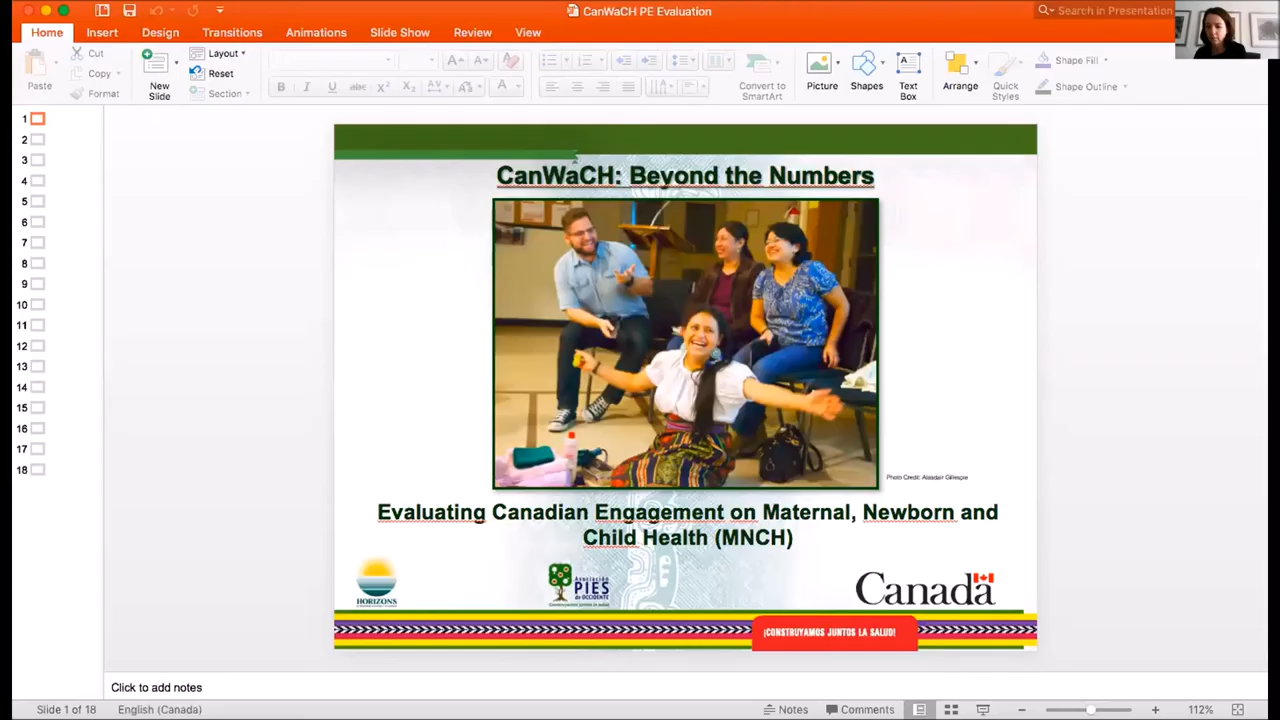 CanWaCH PE Evaluation
Search in Presentation
Home Insert Design Transitions Animations Slide Show Review View
Paste
Cut
Copy
Format
New Slide
Layout
Reset
Section
Convert to SmartArt
Picture
Shapes
Text Box
Arrange
Quick Styles
Shape Fill
Shape Outline
1
2
3
4
5
6
7
8
9
10
11
12
13
14
15
16
17
18
CanWaCH: Beyond the Numbers
Photo Credit: Alasdair Gillespie
Evaluating Canadian Engagement on Maternal, Newborn and
Child Health (MNCH)
HORIZONS
Asociación
PIES
DE OCCIDENTE
Canada
¡CONSTRUYAMOS JUNTOS LA SALUD!
Click to add notes
Slide 1 of 18 English (Canada) Notes Comments 112%